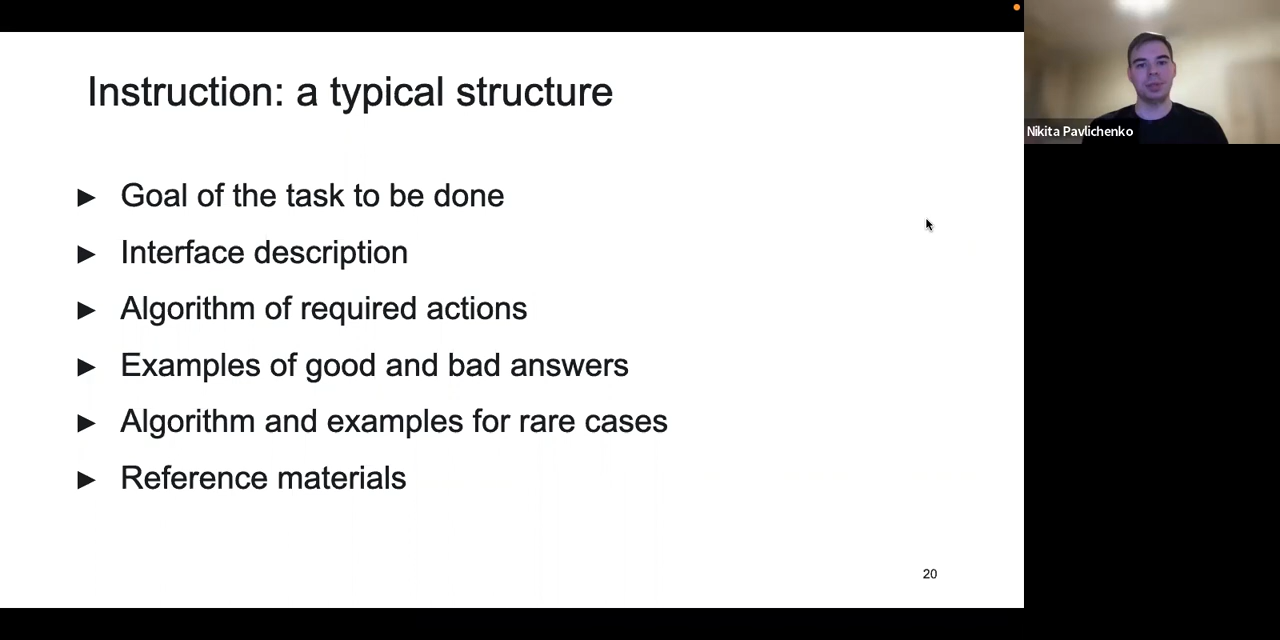 Instruction: a typical structure
► Goal of the task to be done
► Interface description
► Algorithm of required actions
► Examples of good and bad answers
► Algorithm and examples for rare cases
► Reference materials
20
Nikita Pavlichenko